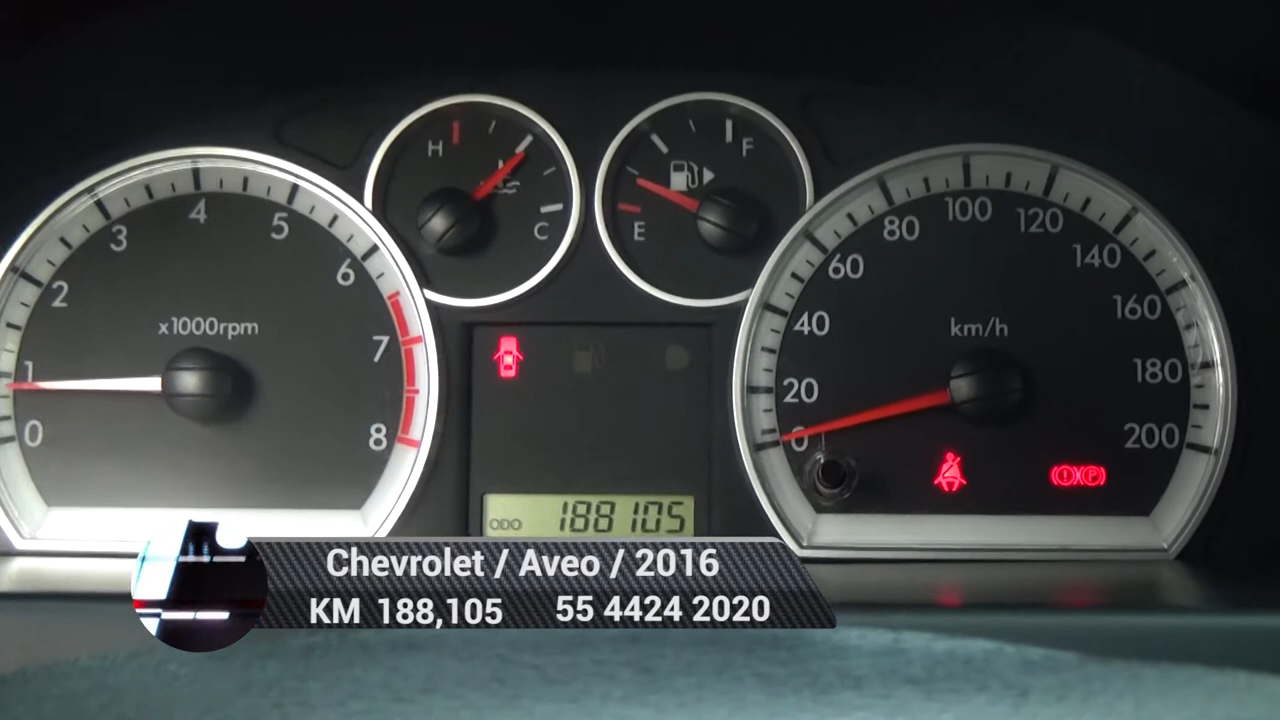 H
C
F
E
0
1
2
3
4
5
6
7
8
x1000rpm
0
20
40
60
80
100
120
140
160
180
200
km/h
P
ODO 188105
Chevrolet / Aveo / 2016
KM 188,105 55 4424 2020